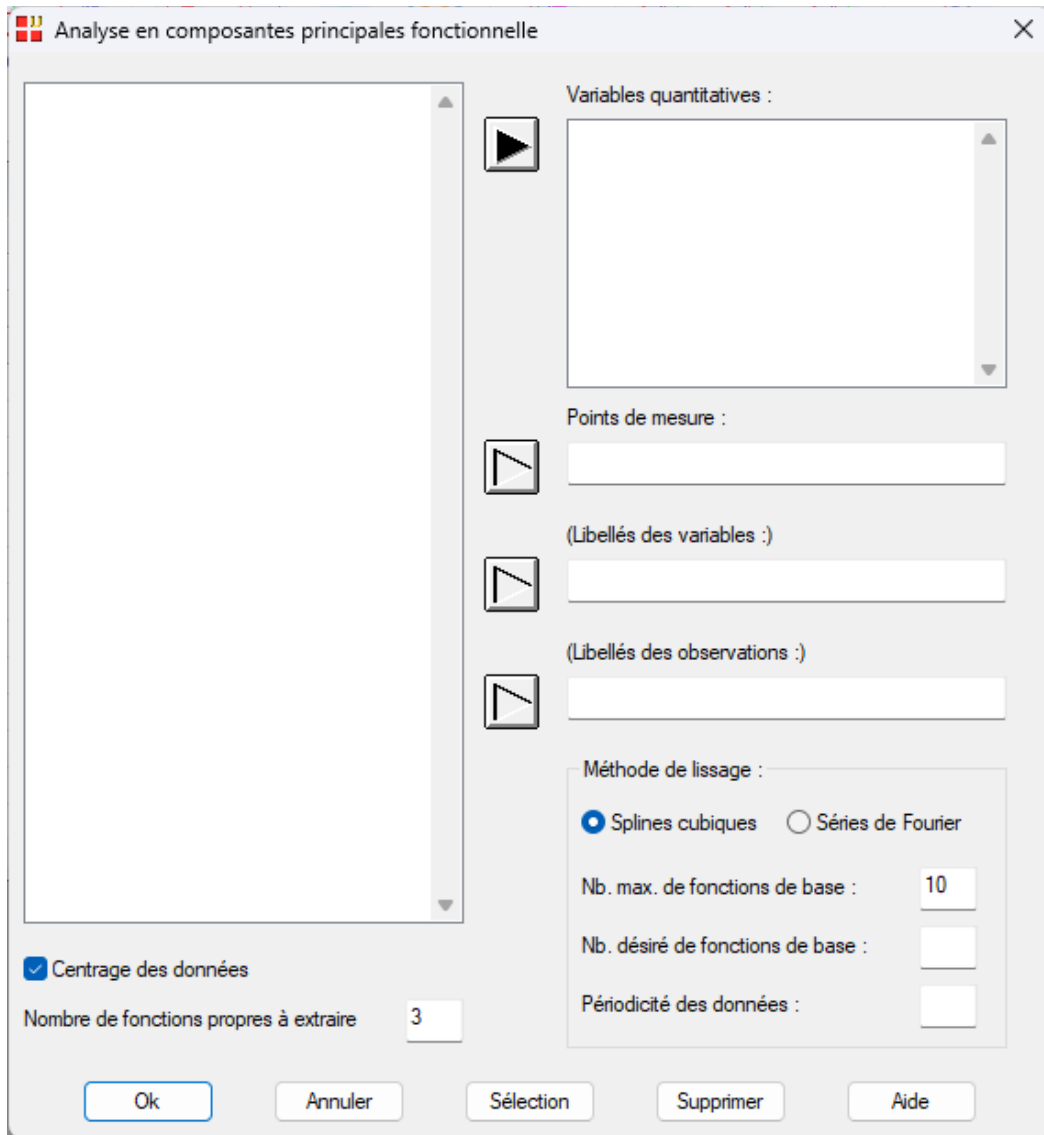 Analyse en composantes principales fonctionnelle
Variables quantitatives :
Points de mesure :
(Libellés des variables :)
(Libellés des observations :)
Méthode de lissage :
Splines cubiques Séries de Fourier
Nb. max. de fonctions de base : 10
Nb. désiré de fonctions de base :
Périodicité des données :
Centrage des données
Nombre de fonctions propres à extraire 3
Ok Annuler Sélection Supprimer Aide